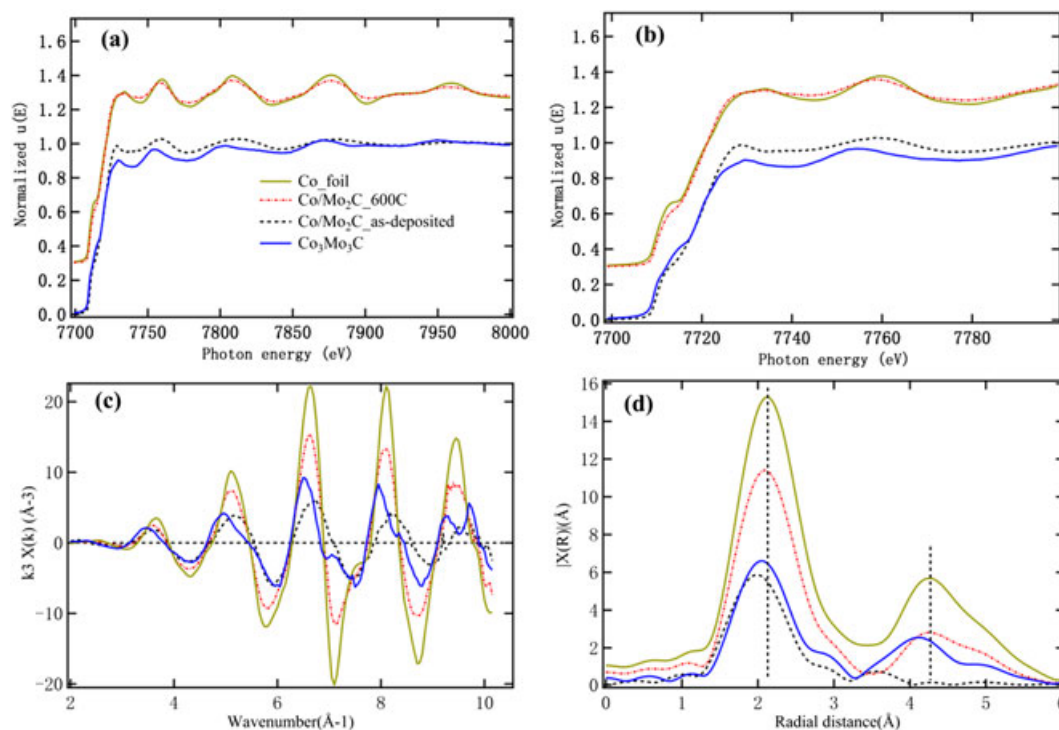 (a)
Normalized u(E)
1.6
1.4
1.2
1.0
0.8
0.6
0.4
0.2
0.0
Co_foil
Co/Mo₂C_600C
Co/Mo₂C_as-deposited
Co₃Mo₃C
7700 7750 7800 7850 7900 7950 8000
Photon energy (eV)
(b)
Normalized u(E)
1.6
1.4
1.2
1.0
0.8
0.6
0.4
0.2
0.0
7700 7720 7740 7760 7780
Photon energy (eV)
(c)
k3 X(k) (Å-3)
20
10
0
-10
-20
2 4 6 8 10
Wavenumber(Å-1)
(d)
|X(R)|(Å)
16
14
12
10
8
6
4
2
0
0 1 2 3 4 5 6
Radial distance(Å)